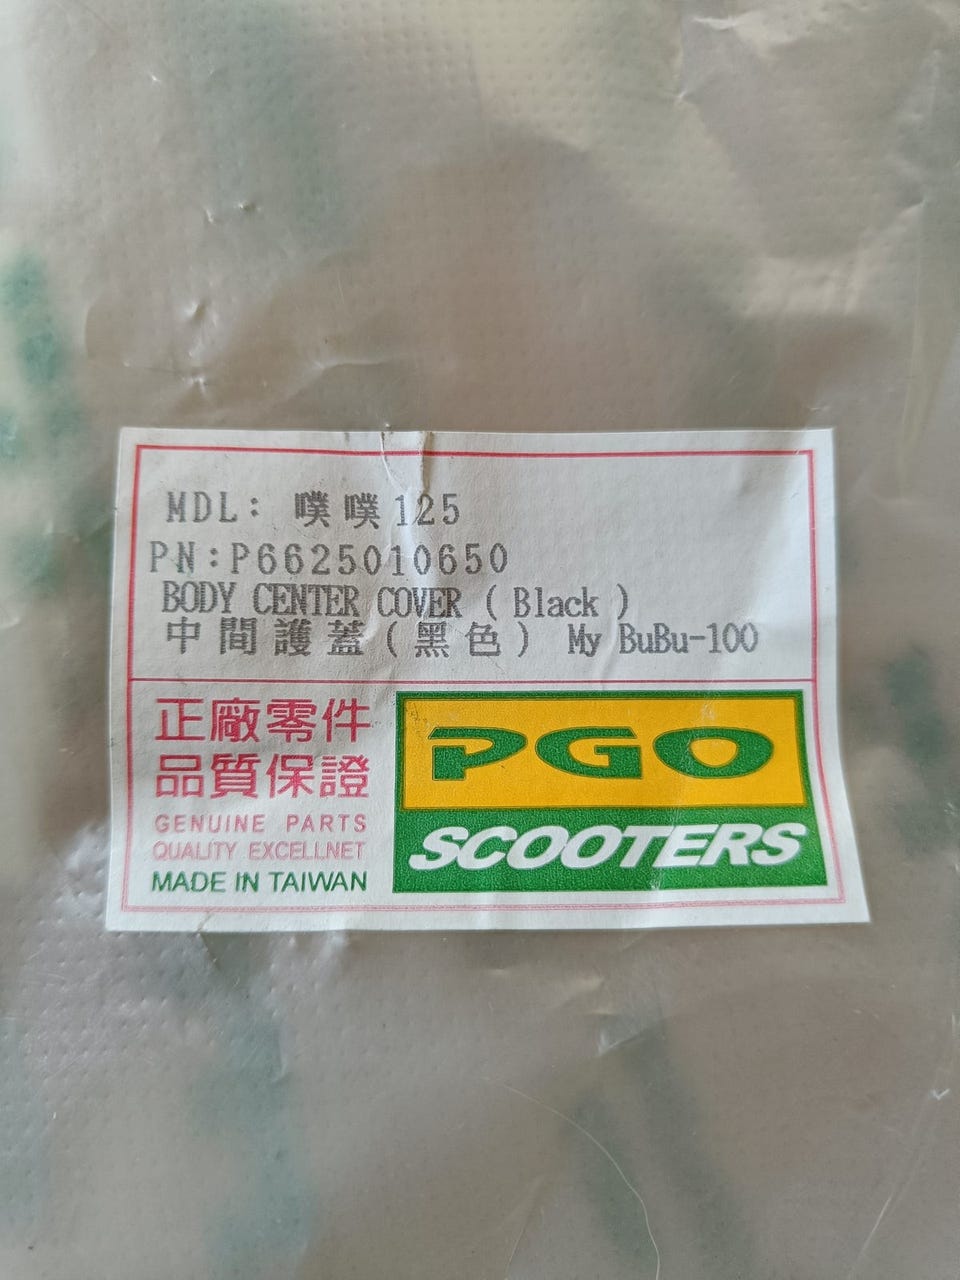 MDL: 噗噗125
PN:P6625010650
BODY CENTER COVER (Black)
中間護蓋(黑色) My BuBu-100
正廠零件
品質保證
GENUINE PARTS
QUALITY EXCELLNET
MADE IN TAIWAN
PGO
SCOOTERS